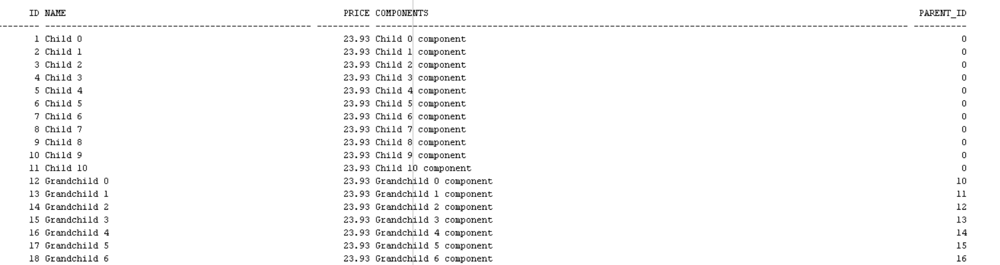 ID NAME PRICE COMPONENTS PARENT_ID
1 Child 0 23.93 Child 0 component 0
2 Child 1 23.93 Child 1 component 0
3 Child 2 23.93 Child 2 component 0
4 Child 3 23.93 Child 3 component 0
5 Child 4 23.93 Child 4 component 0
6 Child 5 23.93 Child 5 component 0
7 Child 6 23.93 Child 6 component 0
8 Child 7 23.93 Child 7 component 0
9 Child 8 23.93 Child 8 component 0
10 Child 9 23.93 Child 9 component 0
11 Child 10 23.93 Child 10 component 0
12 Grandchild 0 23.93 Grandchild 0 component 10
13 Grandchild 1 23.93 Grandchild 1 component 11
14 Grandchild 2 23.93 Grandchild 2 component 12
15 Grandchild 3 23.93 Grandchild 3 component 13
16 Grandchild 4 23.93 Grandchild 4 component 14
17 Grandchild 5 23.93 Grandchild 5 component 15
18 Grandchild 6 23.93 Grandchild 6 component 16